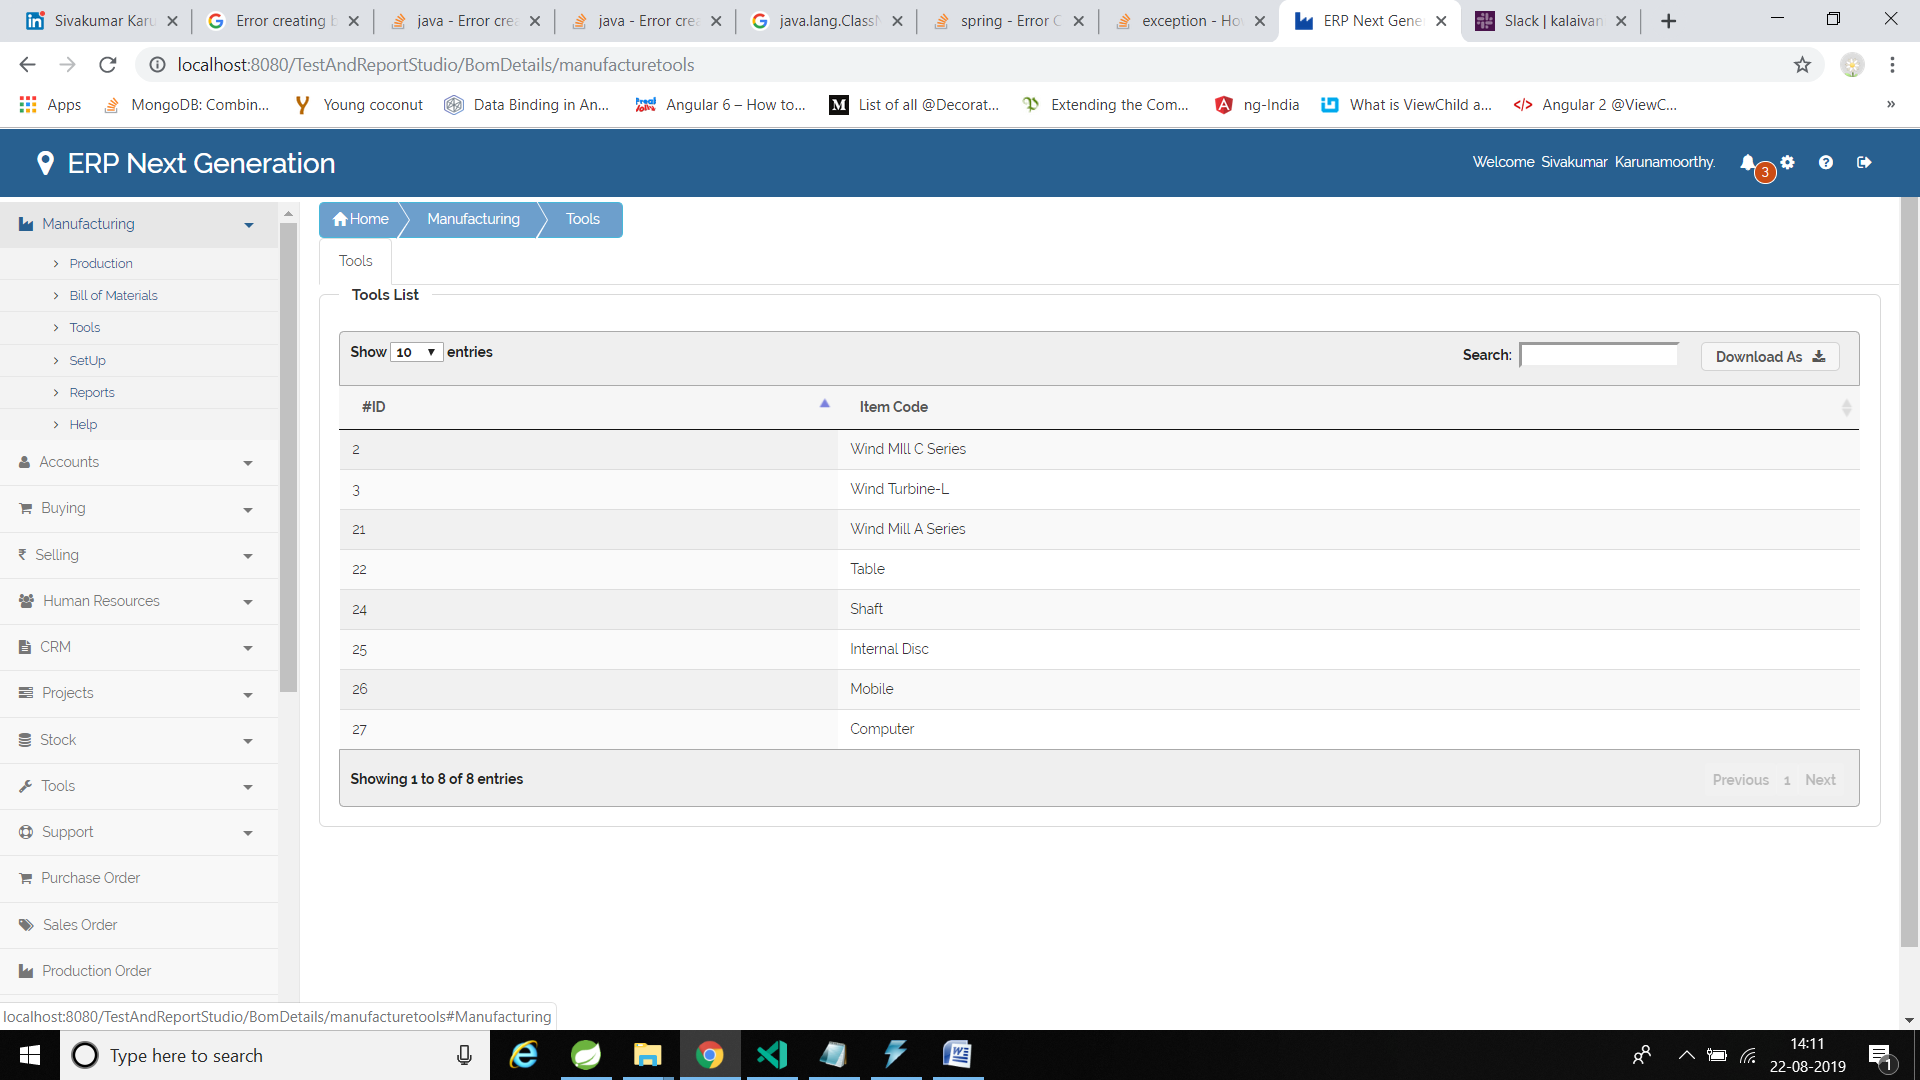 Sivakumar Karu
Error creating b
java - Error crea
java - Error crea
java.lang.ClassN
spring - Error C
exception - Hov
ERP Next Gene
Slack | kalaivan
localhost:8080/TestAndReportStudio/BomDetails/manufacturetools
Apps
MongoDB: Combin...
Young coconut
Data Binding in An...
Angular 6 – How to...
List of all @Decorat...
Extending the Com...
ng-India
What is ViewChild a...
Angular 2 @ViewC...
»
ERP Next Generation
Welcome Sivakumar Karunamoorthy.
3
Manufacturing
Production
Bill of Materials
Tools
SetUp
Reports
Help
Accounts
Buying
₹ Selling
Human Resources
CRM
Projects
Stock
Tools
Support
Purchase Order
Sales Order
Production Order
Home
Manufacturing
Tools
Tools
Tools List
Show 10 entries
Search:
Download As
#ID Item Code
2 Wind MIll C Series
3 Wind Turbine-L
21 Wind Mill A Series
22 Table
24 Shaft
25 Internal Disc
26 Mobile
27 Computer
Showing 1 to 8 of 8 entries
Previous 1 Next
localhost:8080/TestAndReportStudio/BomDetails/manufacturetools#Manufacturing
Type here to search
14:11
22-08-2019
1